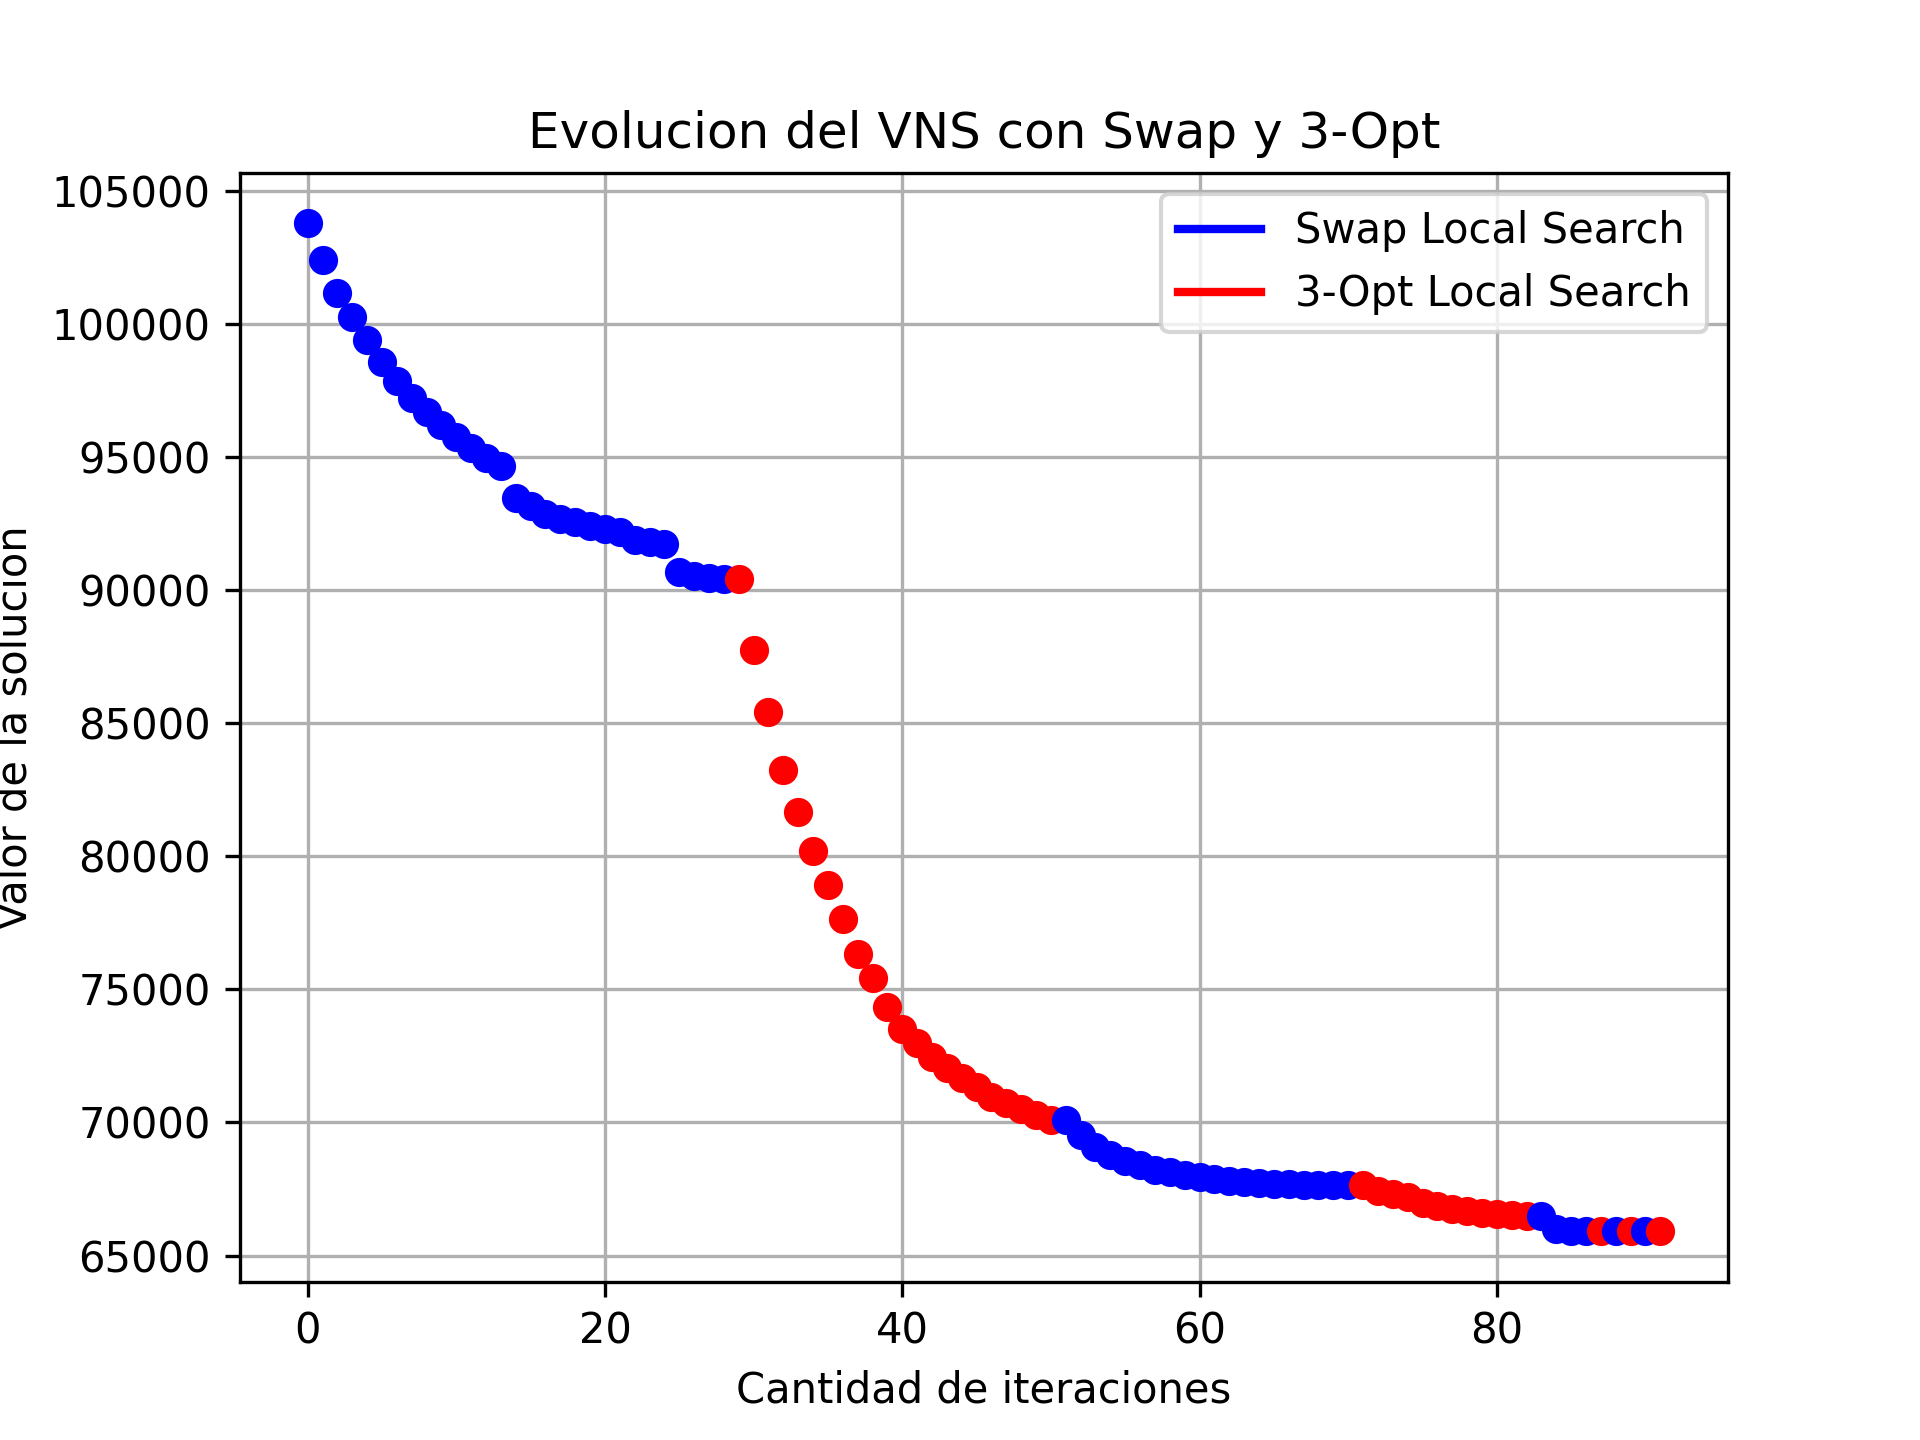 Evolucion del VNS con Swap y 3-Opt
105000
100000
95000
90000
85000
80000
75000
70000
65000
Valor de la solucion
Swap Local Search
3-Opt Local Search
0 20 40 60 80
Cantidad de iteraciones